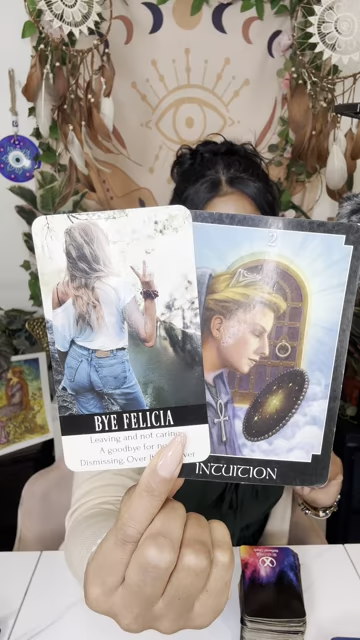 BYE FELICIA
Leaving and not caring
A goodbye for
Dismissing. Over
2
INTUITION